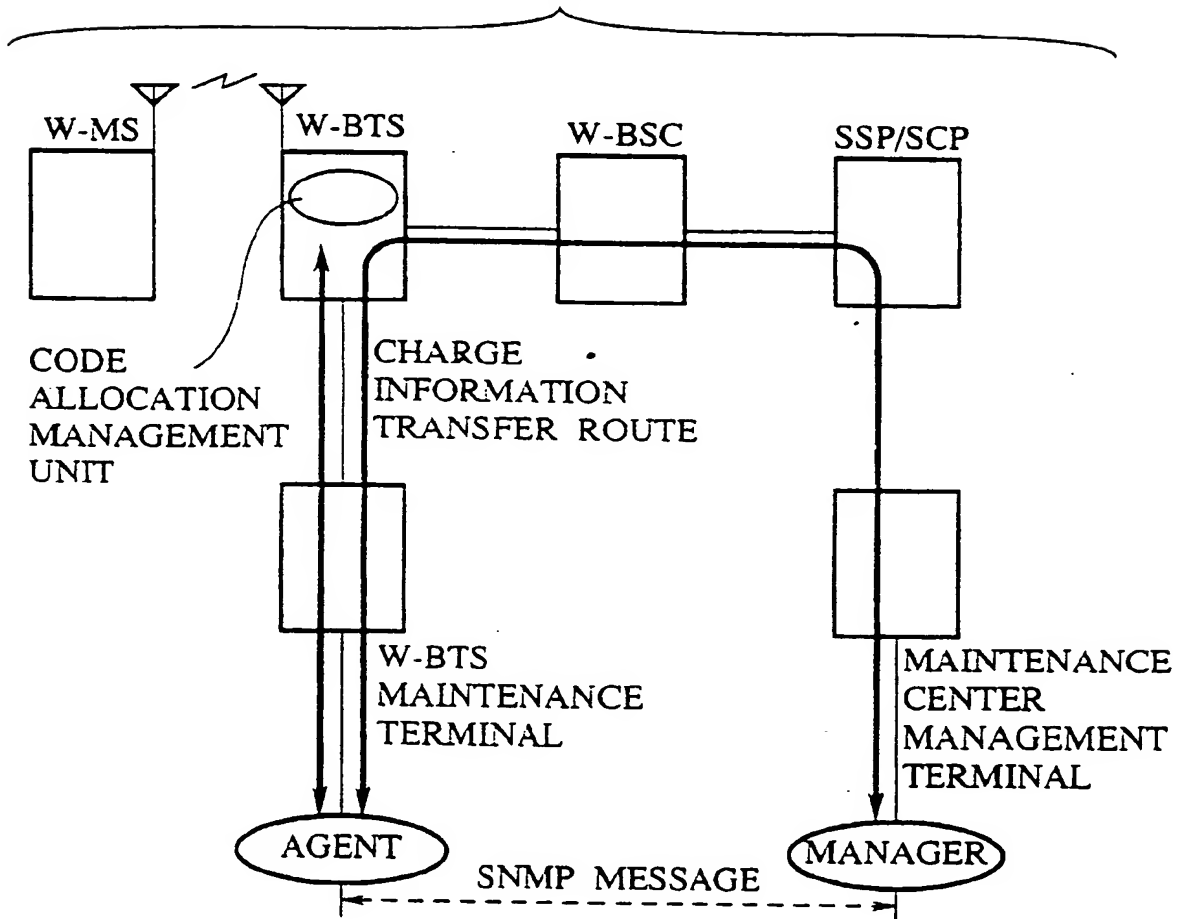 W-MS
W-BTS
W-BSC
SSP/SCP
CODE
ALLOCATION
MANAGEMENT
UNIT
CHARGE
INFORMATION
TRANSFER ROUTE
W-BTS
MAINTENANCE
TERMINAL
MAINTENANCE
CENTER
MANAGEMENT
TERMINAL
AGENT
MANAGER
SNMP MESSAGE